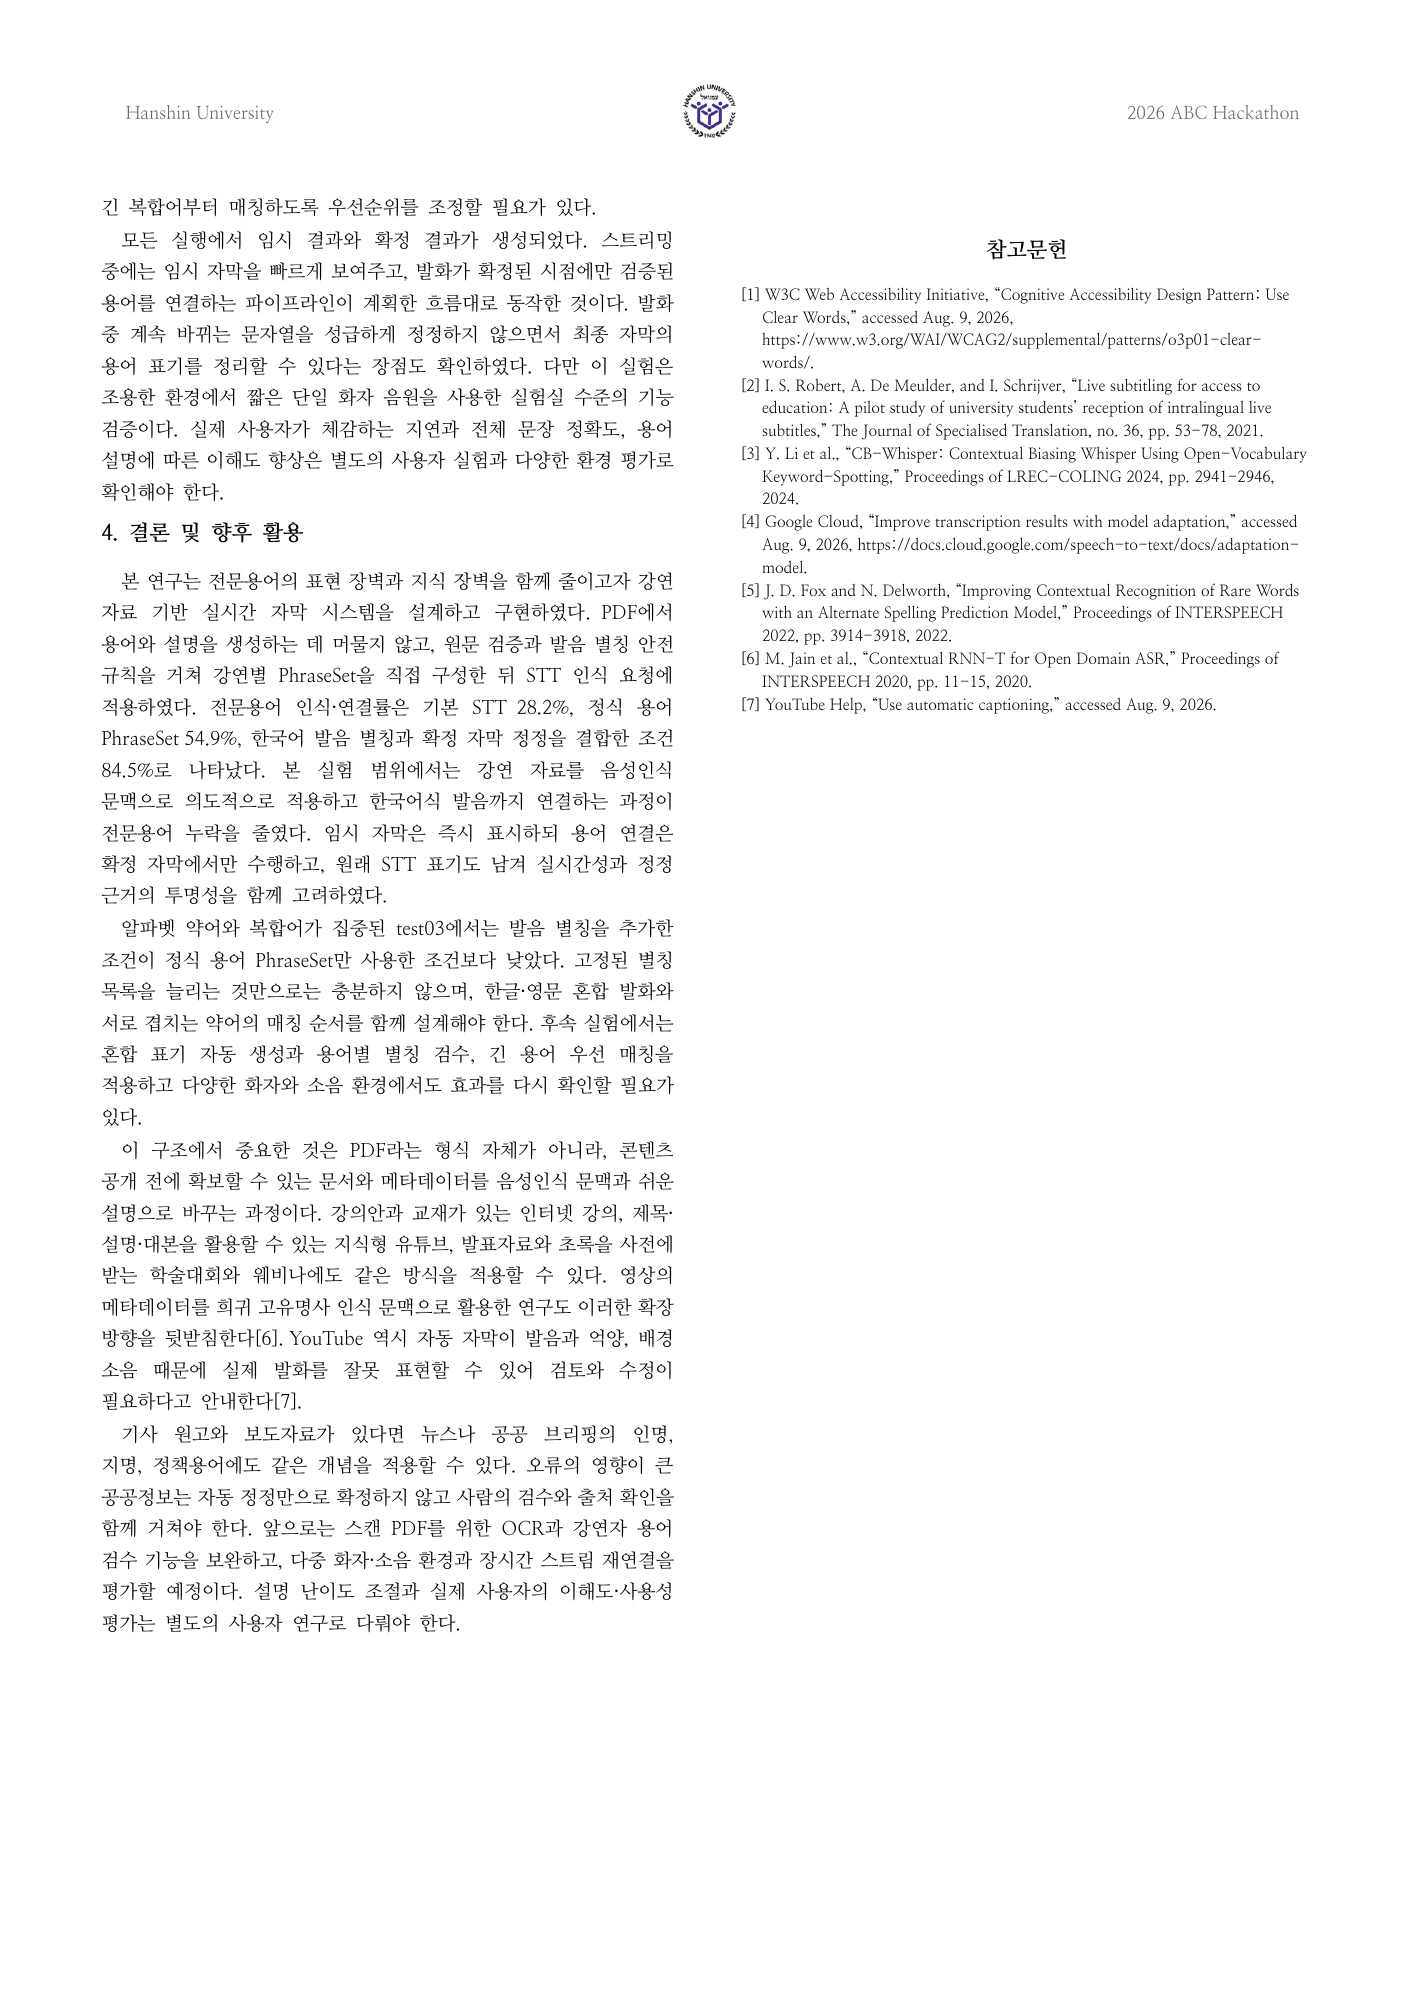 Hanshin University
HANSHIN UNIVERSITY
1940
2026 ABC Hackathon
긴 복합어부터 매칭하도록 우선순위를 조정할 필요가 있다.
모든 실행에서 임시 결과와 확정 결과가 생성되었다. 스트리밍
중에는 임시 자막을 빠르게 보여주고, 발화가 확정된 시점에만 검증된
용어를 연결하는 파이프라인이 계획한 흐름대로 동작한 것이다. 발화
중 계속 바뀌는 문자열을 성급하게 정정하지 않으면서 최종 자막의
용어 표기를 정리할 수 있다는 장점도 확인하였다. 다만 이 실험은
조용한 환경에서 짧은 단일 화자 음원을 사용한 실험실 수준의 기능
검증이다. 실제 사용자가 체감하는 지연과 전체 문장 정확도, 용어
설명에 따른 이해도 향상은 별도의 사용자 실험과 다양한 환경 평가로
확인해야 한다.
4. 결론 및 향후 활용
본 연구는 전문용어의 표현 장벽과 지식 장벽을 함께 줄이고자 강연
자료 기반 실시간 자막 시스템을 설계하고 구현하였다. PDF에서
용어와 설명을 생성하는 데 머물지 않고, 원문 검증과 발음 별칭 안전
규칙을 거쳐 강연별 PhraseSet을 직접 구성한 뒤 STT 인식 요청에
적용하였다. 전문용어 인식·연결률은 기본 STT 28.2%, 정식 용어
PhraseSet 54.9%, 한국어 발음 별칭과 확정 자막 정정을 결합한 조건
84.5%로 나타났다. 본 실험 범위에서는 강연 자료를 음성인식
문맥으로 의도적으로 적용하고 한국어식 발음까지 연결하는 과정이
전문용어 누락을 줄였다. 임시 자막은 즉시 표시하되 용어 연결은
확정 자막에서만 수행하고, 원래 STT 표기도 남겨 실시간성과 정정
근거의 투명성을 함께 고려하였다.
알파벳 약어와 복합어가 집중된 test03에서는 발음 별칭을 추가한
조건이 정식 용어 PhraseSet만 사용한 조건보다 낮았다. 고정된 별칭
목록을 늘리는 것만으로는 충분하지 않으며, 한글·영문 혼합 발화와
서로 겹치는 약어의 매칭 순서를 함께 설계해야 한다. 후속 실험에서는
혼합 표기 자동 생성과 용어별 별칭 검수, 긴 용어 우선 매칭을
적용하고 다양한 화자와 소음 환경에서도 효과를 다시 확인할 필요가
있다.
이 구조에서 중요한 것은 PDF라는 형식 자체가 아니라, 콘텐츠
공개 전에 확보할 수 있는 문서와 메타데이터를 음성인식 문맥과 쉬운
설명으로 바꾸는 과정이다. 강의안과 교재가 있는 인터넷 강의, 제목·
설명·대본을 활용할 수 있는 지식형 유튜브, 발표자료와 초록을 사전에
받는 학술대회와 웨비나에도 같은 방식을 적용할 수 있다. 영상의
메타데이터를 희귀 고유명사 인식 문맥으로 활용한 연구도 이러한 확장
방향을 뒷받침한다[6]. YouTube 역시 자동 자막이 발음과 억양, 배경
소음 때문에 실제 발화를 잘못 표현할 수 있어 검토와 수정이
필요하다고 안내한다[7].
기사 원고와 보도자료가 있다면 뉴스나 공공 브리핑의 인명,
지명, 정책용어에도 같은 개념을 적용할 수 있다. 오류의 영향이 큰
공공정보는 자동 정정만으로 확정하지 않고 사람의 검수와 출처 확인을
함께 거쳐야 한다. 앞으로는 스캔 PDF를 위한 OCR과 강연자 용어
검수 기능을 보완하고, 다중 화자·소음 환경과 장시간 스트림 재연결을
평가할 예정이다. 설명 난이도 조절과 실제 사용자의 이해도·사용성
평가는 별도의 사용자 연구로 다뤄야 한다.
참고문헌
[1] W3C Web Accessibility Initiative, “Cognitive Accessibility Design Pattern: Use
Clear Words,” accessed Aug. 9, 2026,
https://www.w3.org/WAI/WCAG2/supplemental/patterns/o3p01-clear-
words/.
[2] I. S. Robert, A. De Meulder, and I. Schrijver, “Live subtitling for access to
education: A pilot study of university students’ reception of intralingual live
subtitles,” The Journal of Specialised Translation, no. 36, pp. 53-78, 2021.
[3] Y. Li et al., “CB-Whisper: Contextual Biasing Whisper Using Open-Vocabulary
Keyword-Spotting,” Proceedings of LREC-COLING 2024, pp. 2941-2946,
2024.
[4] Google Cloud, “Improve transcription results with model adaptation,” accessed
Aug. 9, 2026, https://docs.cloud.google.com/speech-to-text/docs/adaptation-
model.
[5] J. D. Fox and N. Delworth, “Improving Contextual Recognition of Rare Words
with an Alternate Spelling Prediction Model,” Proceedings of INTERSPEECH
2022, pp. 3914-3918, 2022.
[6] M. Jain et al., “Contextual RNN-T for Open Domain ASR,” Proceedings of
INTERSPEECH 2020, pp. 11-15, 2020.
[7] YouTube Help, “Use automatic captioning,” accessed Aug. 9, 2026.